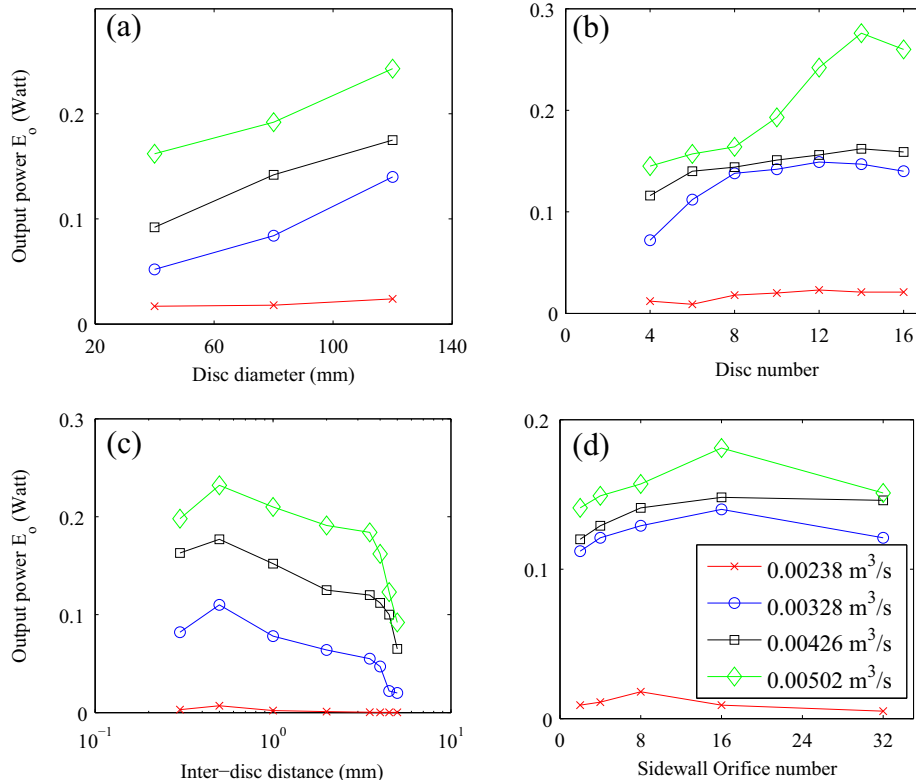 (a)
Output power E_o (Watt)
0.2
0.1
0
20 60 100 140
Disc diameter (mm)
(b)
0.3
0.2
0.1
0
0 4 8 12 16
Disc number
(c)
Output power E_o (Watt)
0.3
0.2
0.1
0
10^−1 10^0 10^1
Inter−disc distance (mm)
(d)
0.2
0.1
0
0 8 16 24 32
Sidewall Orifice number
0.00238 m^3/s
0.00328 m^3/s
0.00426 m^3/s
0.00502 m^3/s